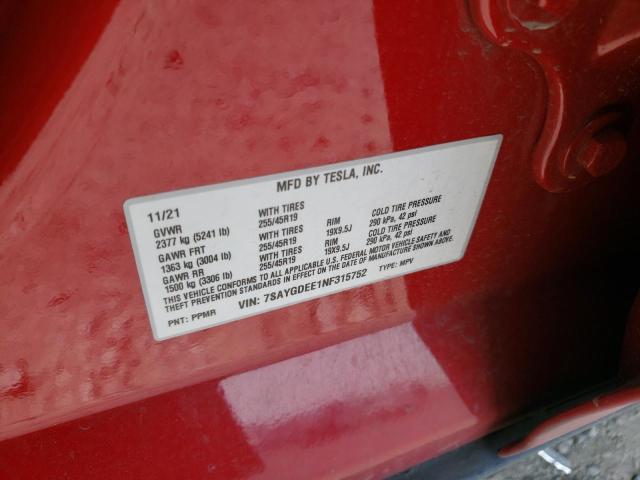 MFD BY TESLA, INC.
11/21
GVWR WITH TIRES RIM COLD TIRE PRESSURE
2377 kg (5241 lb) 255/45R19 19X9.5J 290 kPa, 42 psi
GAWR FRT WITH TIRES RIM COLD TIRE PRESSURE
1363 kg (3004 lb) 255/45R19 19X9.5J 290 kPa, 42 psi
GAWR RR WITH TIRES
1500 kg (3306 lb) 255/45R19
THIS VEHICLE CONFORMS TO ALL APPLICABLE U.S. FEDERAL MOTOR VEHICLE SAFETY AND
THEFT PREVENTION STANDARDS IN EFFECT ON THE DATE OF MANUFACTURE SHOWN ABOVE.
PNT: PPMR VIN: 7SAYGDEE1NF315752 TYPE: MPV